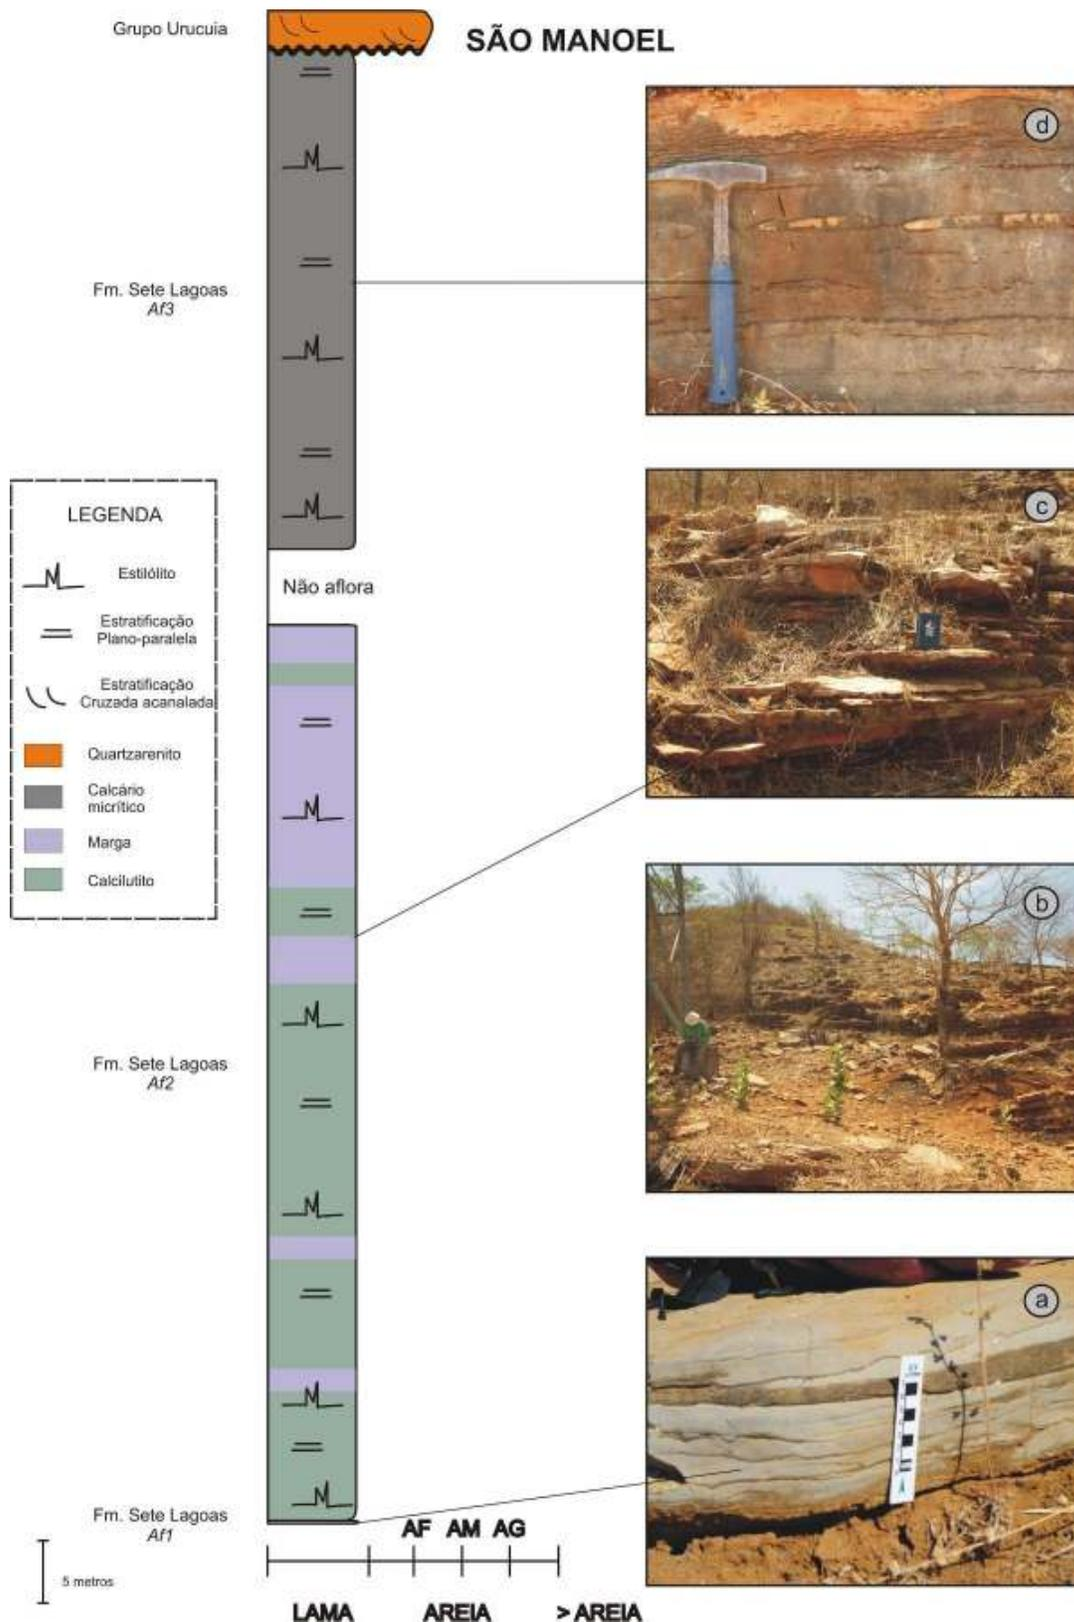 Grupo Urucuia
SÃO MANOEL
d
Fm. Sete Lagoas
Af3
c
LEGENDA
Estilólito
Estratificação
Plano-paralela
Estratificação
Cruzada acanalada
Quartzarenito
Calcário
micrítico
Marga
Calcilutito
Não aflora
b
Fm. Sete Lagoas
Af2
a
Fm. Sete Lagoas
Af1
5 metros
AF AM AG
LAMA AREIA > AREIA